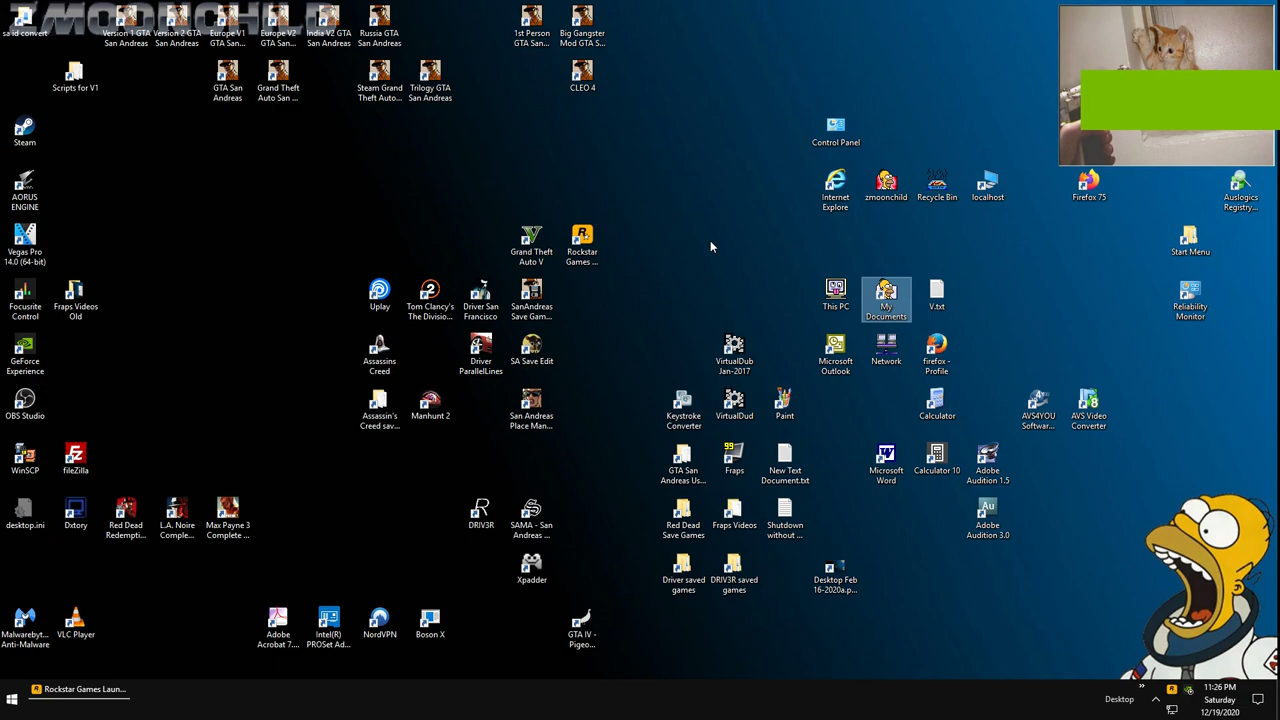 ZMOONCHILD
sa id convert
Version 1 GTA San Andreas
Version 2 GTA San Andreas
Europe V1 GTA San...
Europe V2 GTA San...
India V2 GTA San Andreas
Russia GTA San Andreas
1st Person GTA San...
Big Gangster Mod GTA S...
Scripts for V1
GTA San Andreas
Grand Theft Auto San ...
Steam Grand Theft Auto...
Trilogy GTA San Andreas
CLEO 4
Steam
Control Panel
AORUS ENGINE
Internet Explore
zmoonchild
Recycle Bin
localhost
Firefox 75
Auslogics Registry...
Vegas Pro 14.0 (64-bit)
Grand Theft Auto V
Rockstar Games ...
Start Menu
Focusrite Control
Fraps Videos Old
Uplay
Tom Clancy's The Divisio...
Driver San Francisco
SanAndreas Save Gam...
This PC
My Documents
V.txt
Reliability Monitor
GeForce Experience
Assassins Creed
Driver ParallelLines
SA Save Edit
VirtualDub Jan-2017
Microsoft Outlook
Network
firefox - Profile
OBS Studio
Assassin's Creed sav...
Manhunt 2
San Andreas Place Man...
Keystroke Converter
VirtualDud
Paint
Calculator
AVS4YOU Softwar...
AVS Video Converter
WinSCP
fileZilla
GTA San Andreas Us...
99
Fraps
New Text Document.txt
Microsoft Word
Calculator 10
Adobe Audition 1.5
desktop.ini
Dxtory
Red Dead Redempti...
L.A. Noire Comple...
Max Payne 3 Complete ...
DRIV3R
SAMA - San Andreas ...
Red Dead Save Games
Fraps Videos
Shutdown without ...
Au
Adobe Audition 3.0
Xpadder
Driver saved games
DRIV3R saved games
Desktop Feb 16-2020a.p...
Malwarebyt... Anti-Malware
VLC Player
Adobe Acrobat 7....
Intel(R) PROSet Ad...
NordVPN
Boson X
GTA IV - Pigeo...
Rockstar Games Laun...
Desktop
11:26 PM
Saturday
12/19/2020